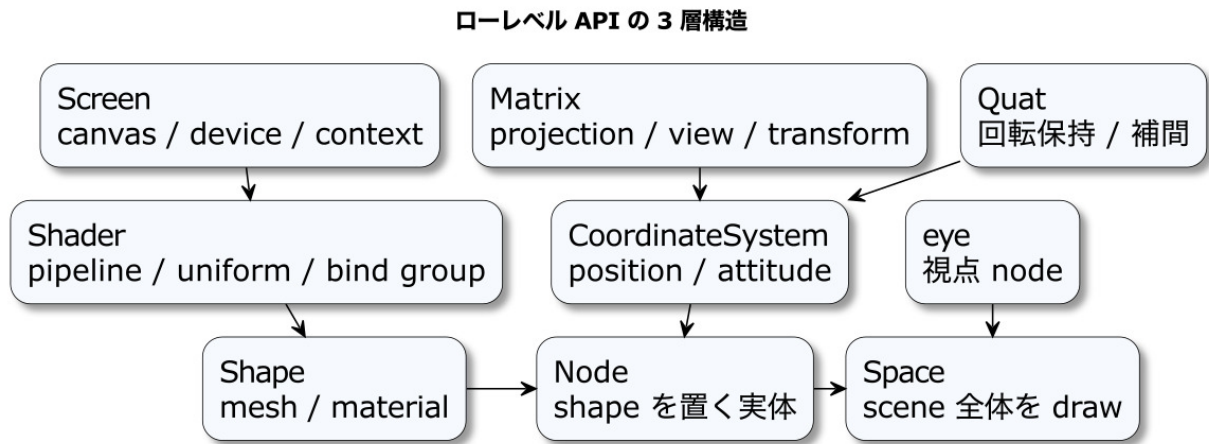 ローレベル API の 3 層構造
Screen
canvas / device / context
Matrix
projection / view / transform
Quat
回転保持 / 補間
Shader
pipeline / uniform / bind group
CoordinateSystem
position / attitude
eye
視点 node
Shape
mesh / material
Node
shape を置く実体
Space
scene 全体を draw